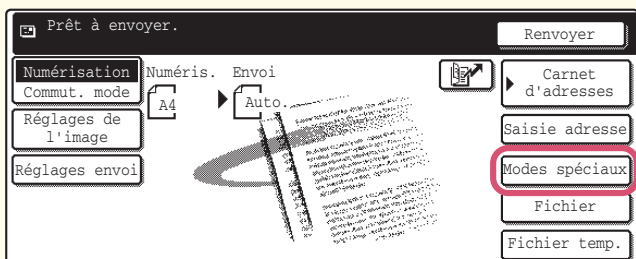 Prêt à envoyer.
Renvoyer
Numérisation
Commut. mode
Numéris.
Envoi
A4
Auto.
Réglages de
l'image
Réglages envoi
Carnet
d'adresses
Saisie adresse
Modes spéciaux
Fichier
Fichier temp.